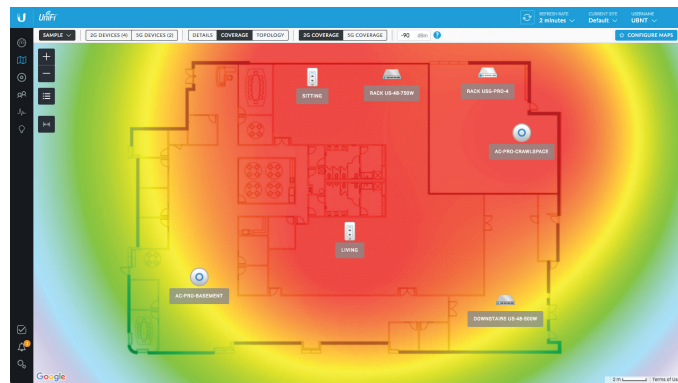 UniFi
REFRESH RATE
2 minutes
CURRENT SITE
Default
USERNAME
UBNT
SAMPLE
2G DEVICES (4)
5G DEVICES (2)
DETAILS
COVERAGE
TOPOLOGY
2G COVERAGE
5G COVERAGE
-90 dBm
?
CONFIGURE MAPS
SITTING
RACK US-48-750W
RACK USG-PRO-4
AC-PRO-CRAWLSPACE
LIVING
AC-PRO-BASEMENT
DOWNSTAIRS US-48-500W
Google
2 m
Terms of Us